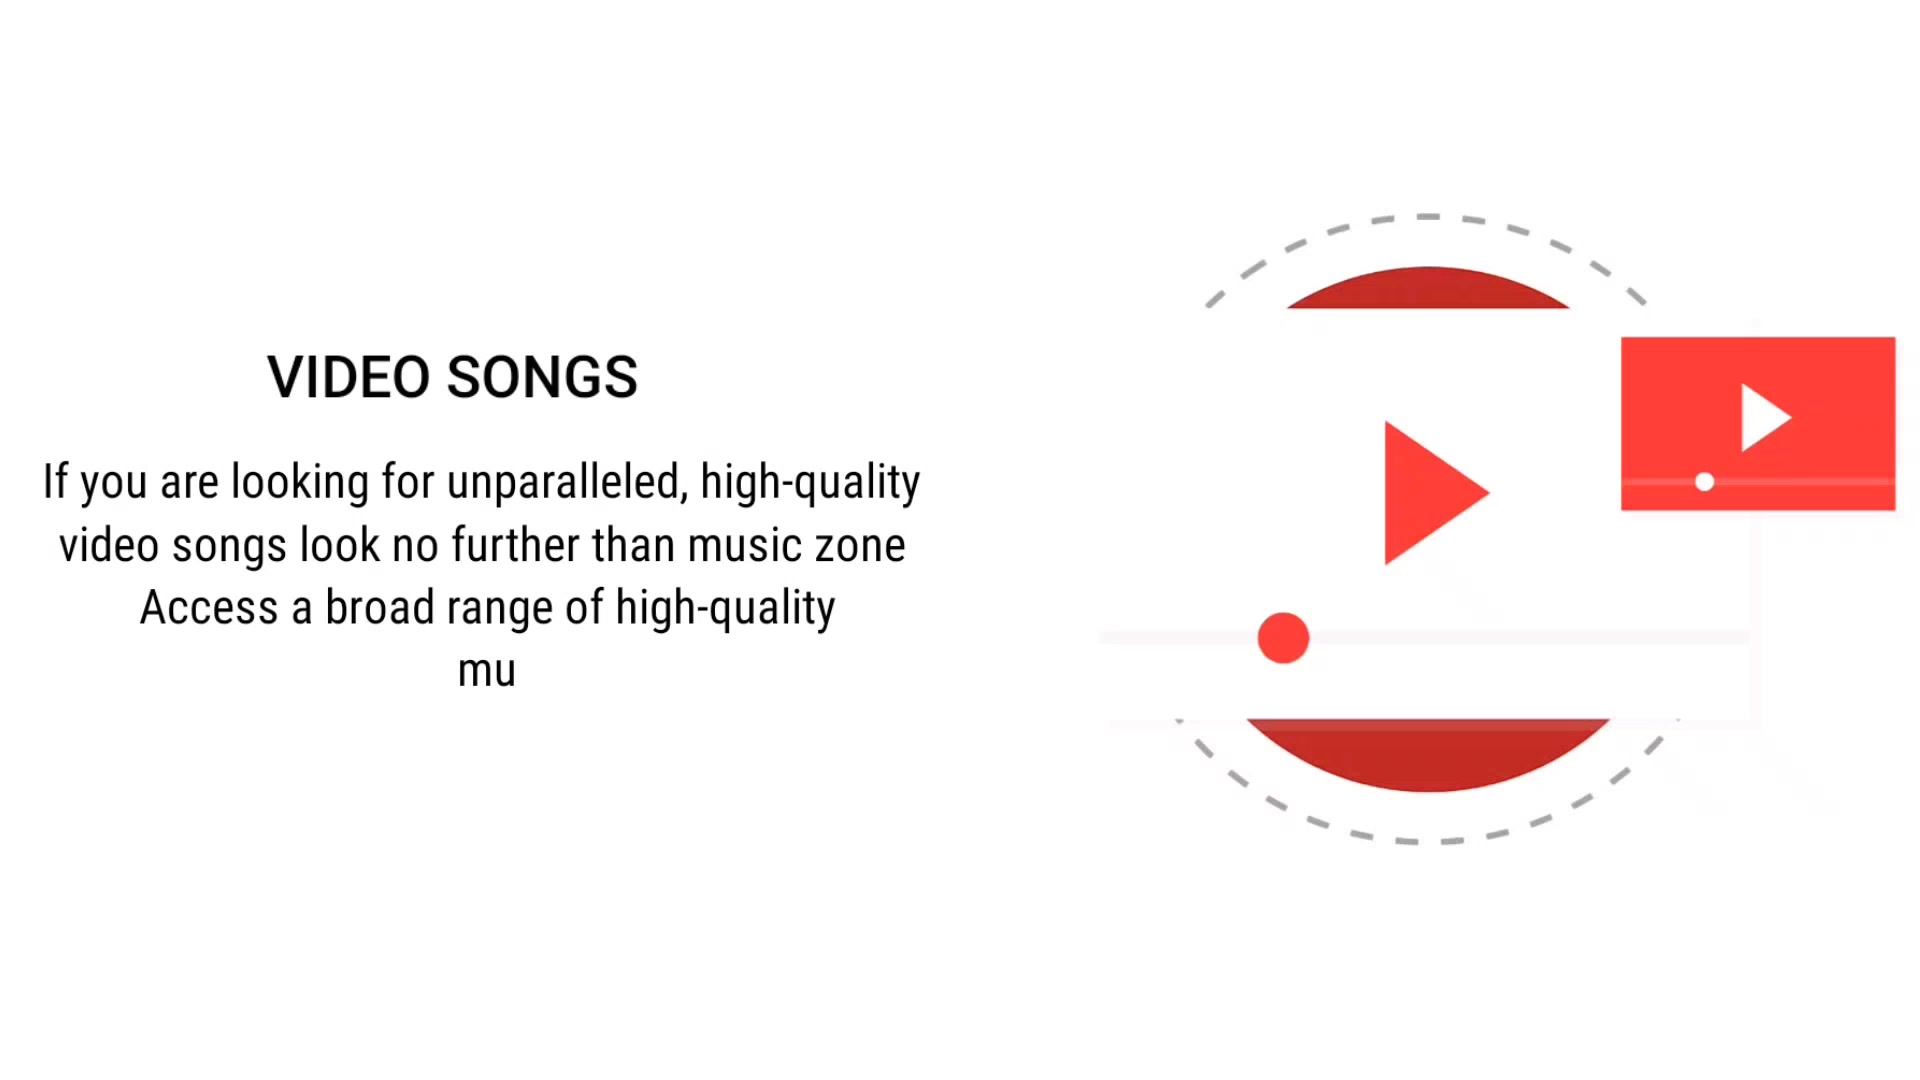 VIDEO SONGS
If you are looking for unparalleled, high-quality
video songs look no further than music zone
Access a broad range of high-quality
mu